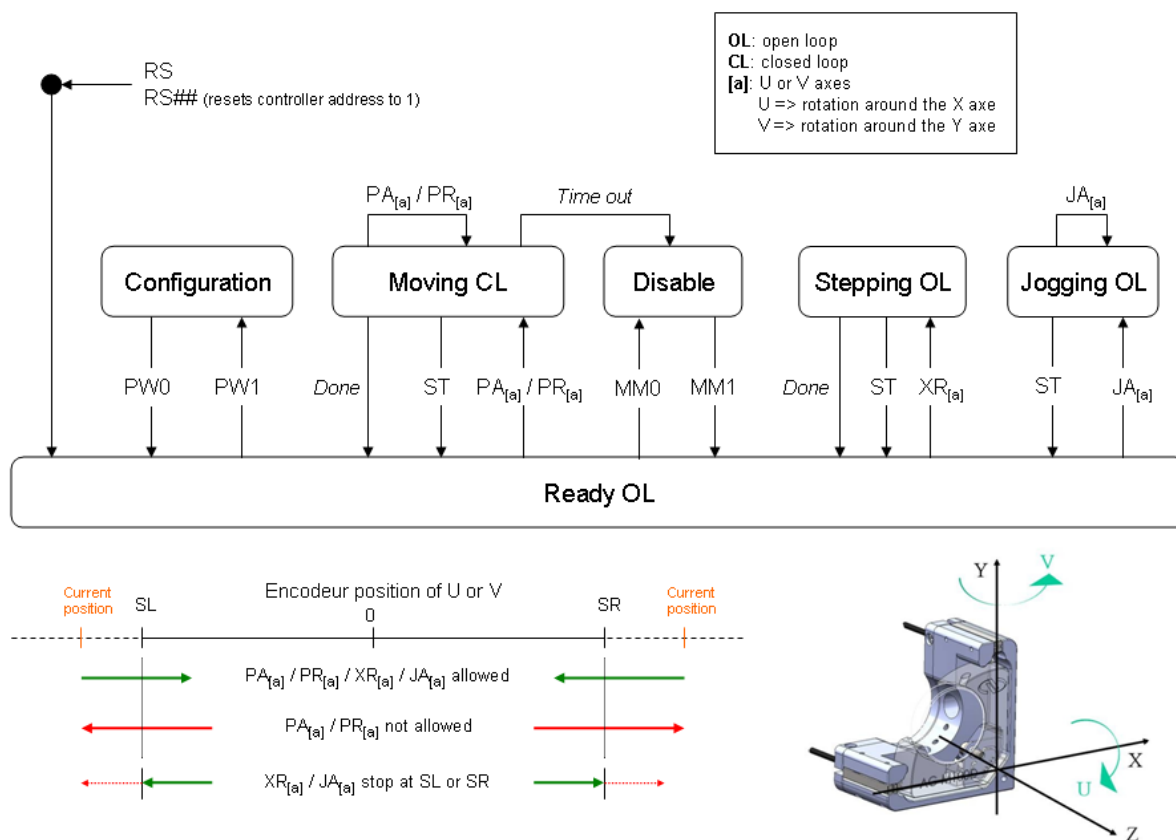 OL: open loop
CL: closed loop
[a]: U or V axes
U => rotation around the X axe
V => rotation around the Y axe
RS
RS## (resets controller address to 1)
PA[a] / PR[a]
Time out
JA[a]
Configuration
Moving CL
Disable
Stepping OL
Jogging OL
PW0
PW1
Done
ST
PA[a] / PR[a]
MM0
MM1
Done
ST
XR[a]
ST
JA[a]
Ready OL
Current
position
SL
Encodeur position of U or V
0
SR
Current
position
PA[a] / PR[a] / XR[a] / JA[a] allowed
PA[a] / PR[a] not allowed
XR[a] / JA[a] stop at SL or SR
Y
V
X
U
Z